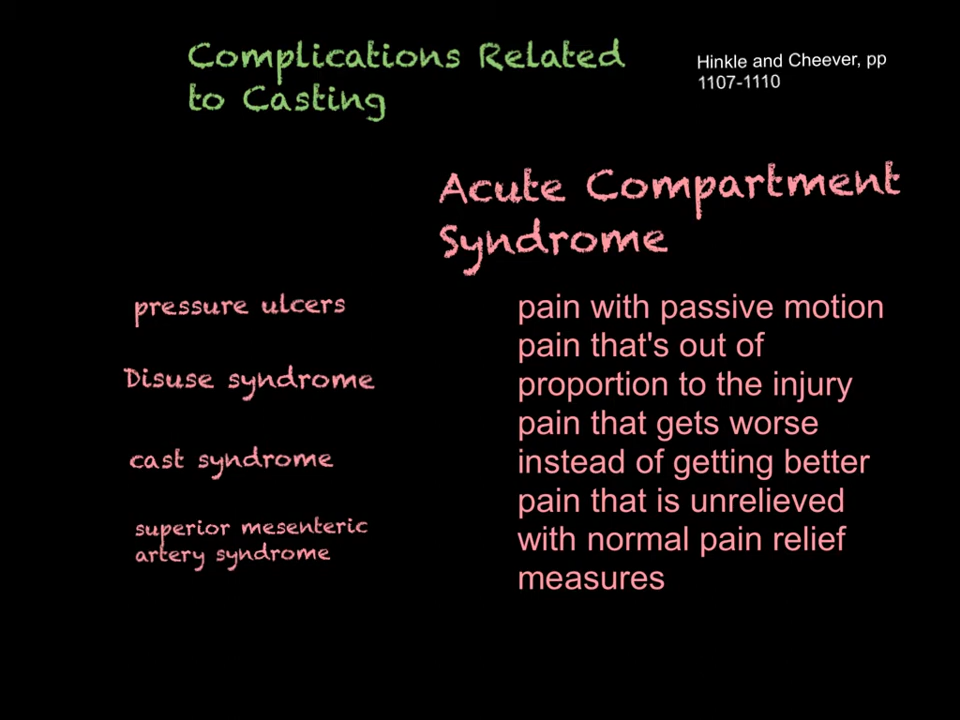 Complications Related
to Casting
Hinkle and Cheever, pp
1107-1110
Acute Compartment
Syndrome
pressure ulcers
Disuse syndrome
cast syndrome
superior mesenteric
artery syndrome
pain with passive motion
pain that's out of
proportion to the injury
pain that gets worse
instead of getting better
pain that is unrelieved
with normal pain relief
measures